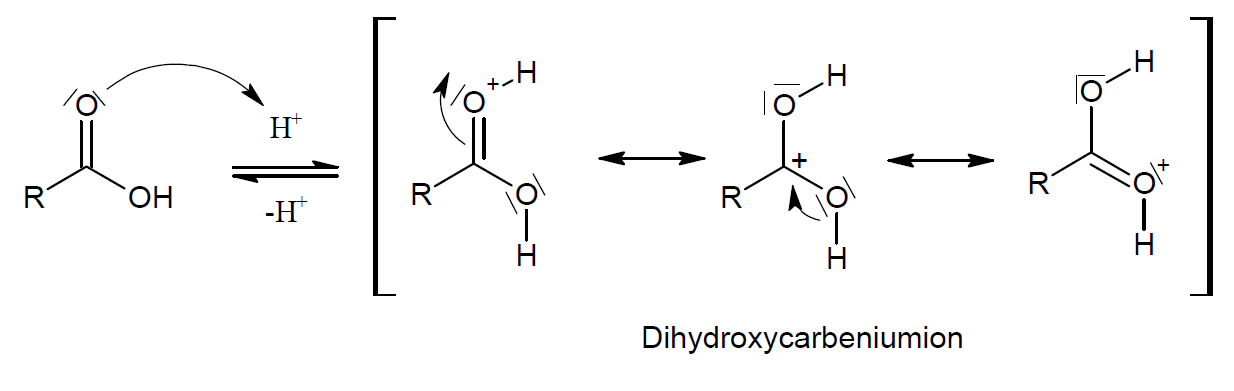 O H+ -H+ R OH
O+ H R O H
O H + R O H
O H R O+ H
Dihydroxycarbeniumion